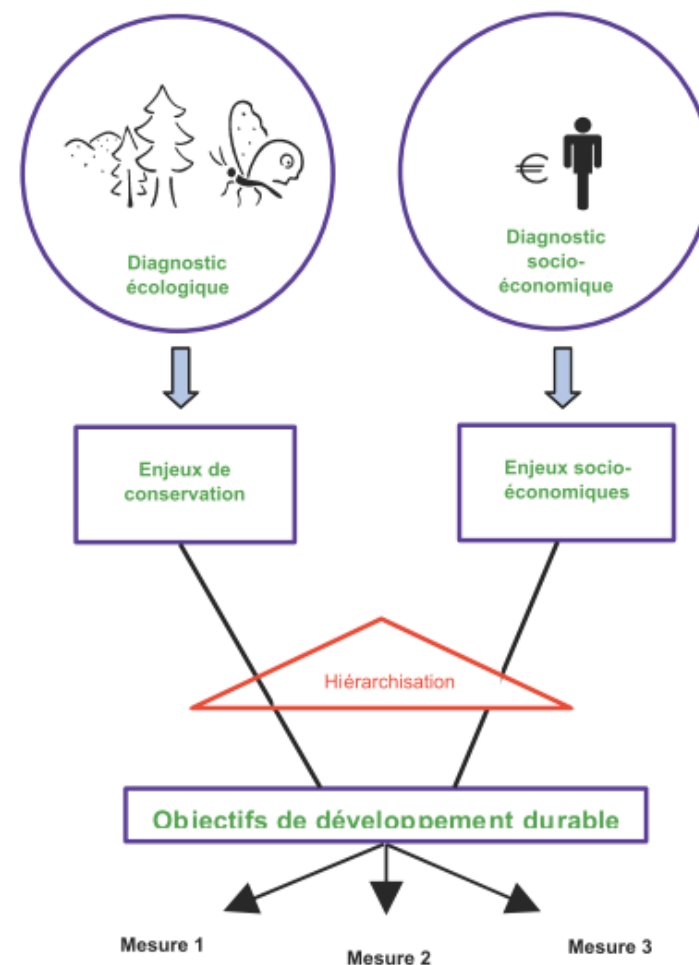 €
Diagnostic
écologique
Diagnostic
socio-
économique
Enjeux de
conservation
Enjeux socio-
économiques
Hiérarchisation
Objectifs de développement durable
Mesure 1
Mesure 2
Mesure 3